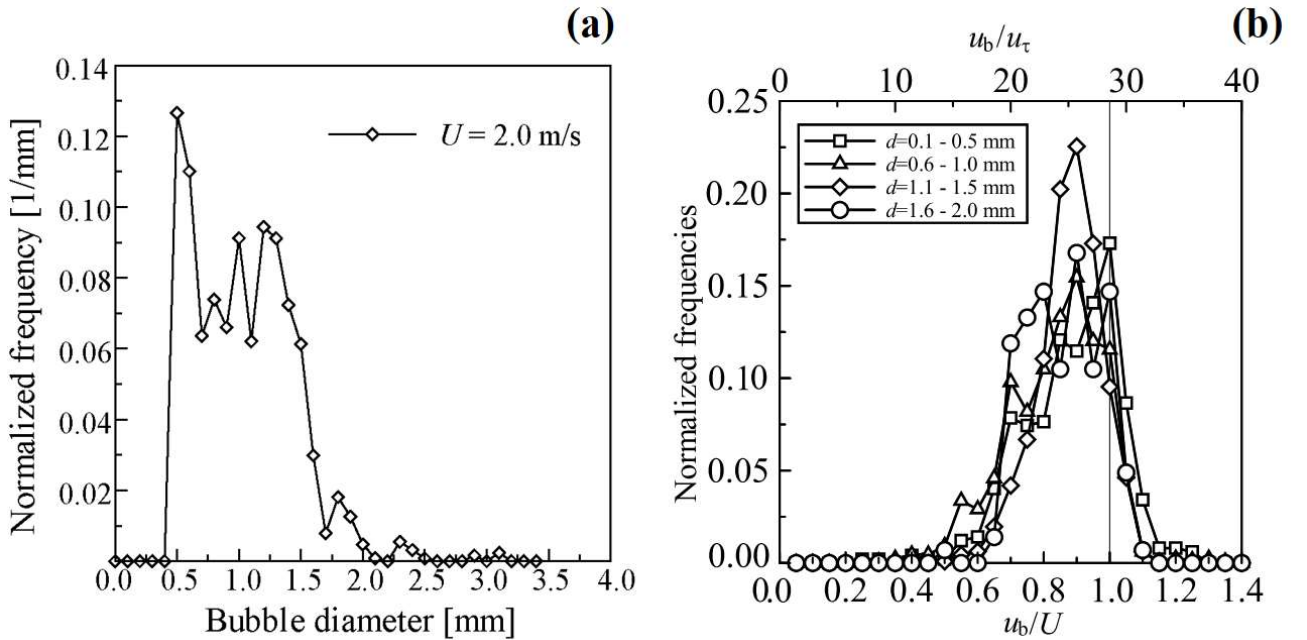 (a)
Normalized frequency [1/mm]
0.14
0.12
0.10
0.08
0.06
0.04
0.02
U = 2.0 m/s
0.0 0.5 1.0 1.5 2.0 2.5 3.0 3.5 4.0
Bubble diameter [mm]
(b)
u_b/u_τ
0 10 20 30 40
Normalized frequencies
0.25
0.20
0.15
0.10
0.05
0.00
d=0.1 - 0.5 mm
d=0.6 - 1.0 mm
d=1.1 - 1.5 mm
d=1.6 - 2.0 mm
0.0 0.2 0.4 0.6 0.8 1.0 1.2 1.4
u_b/U